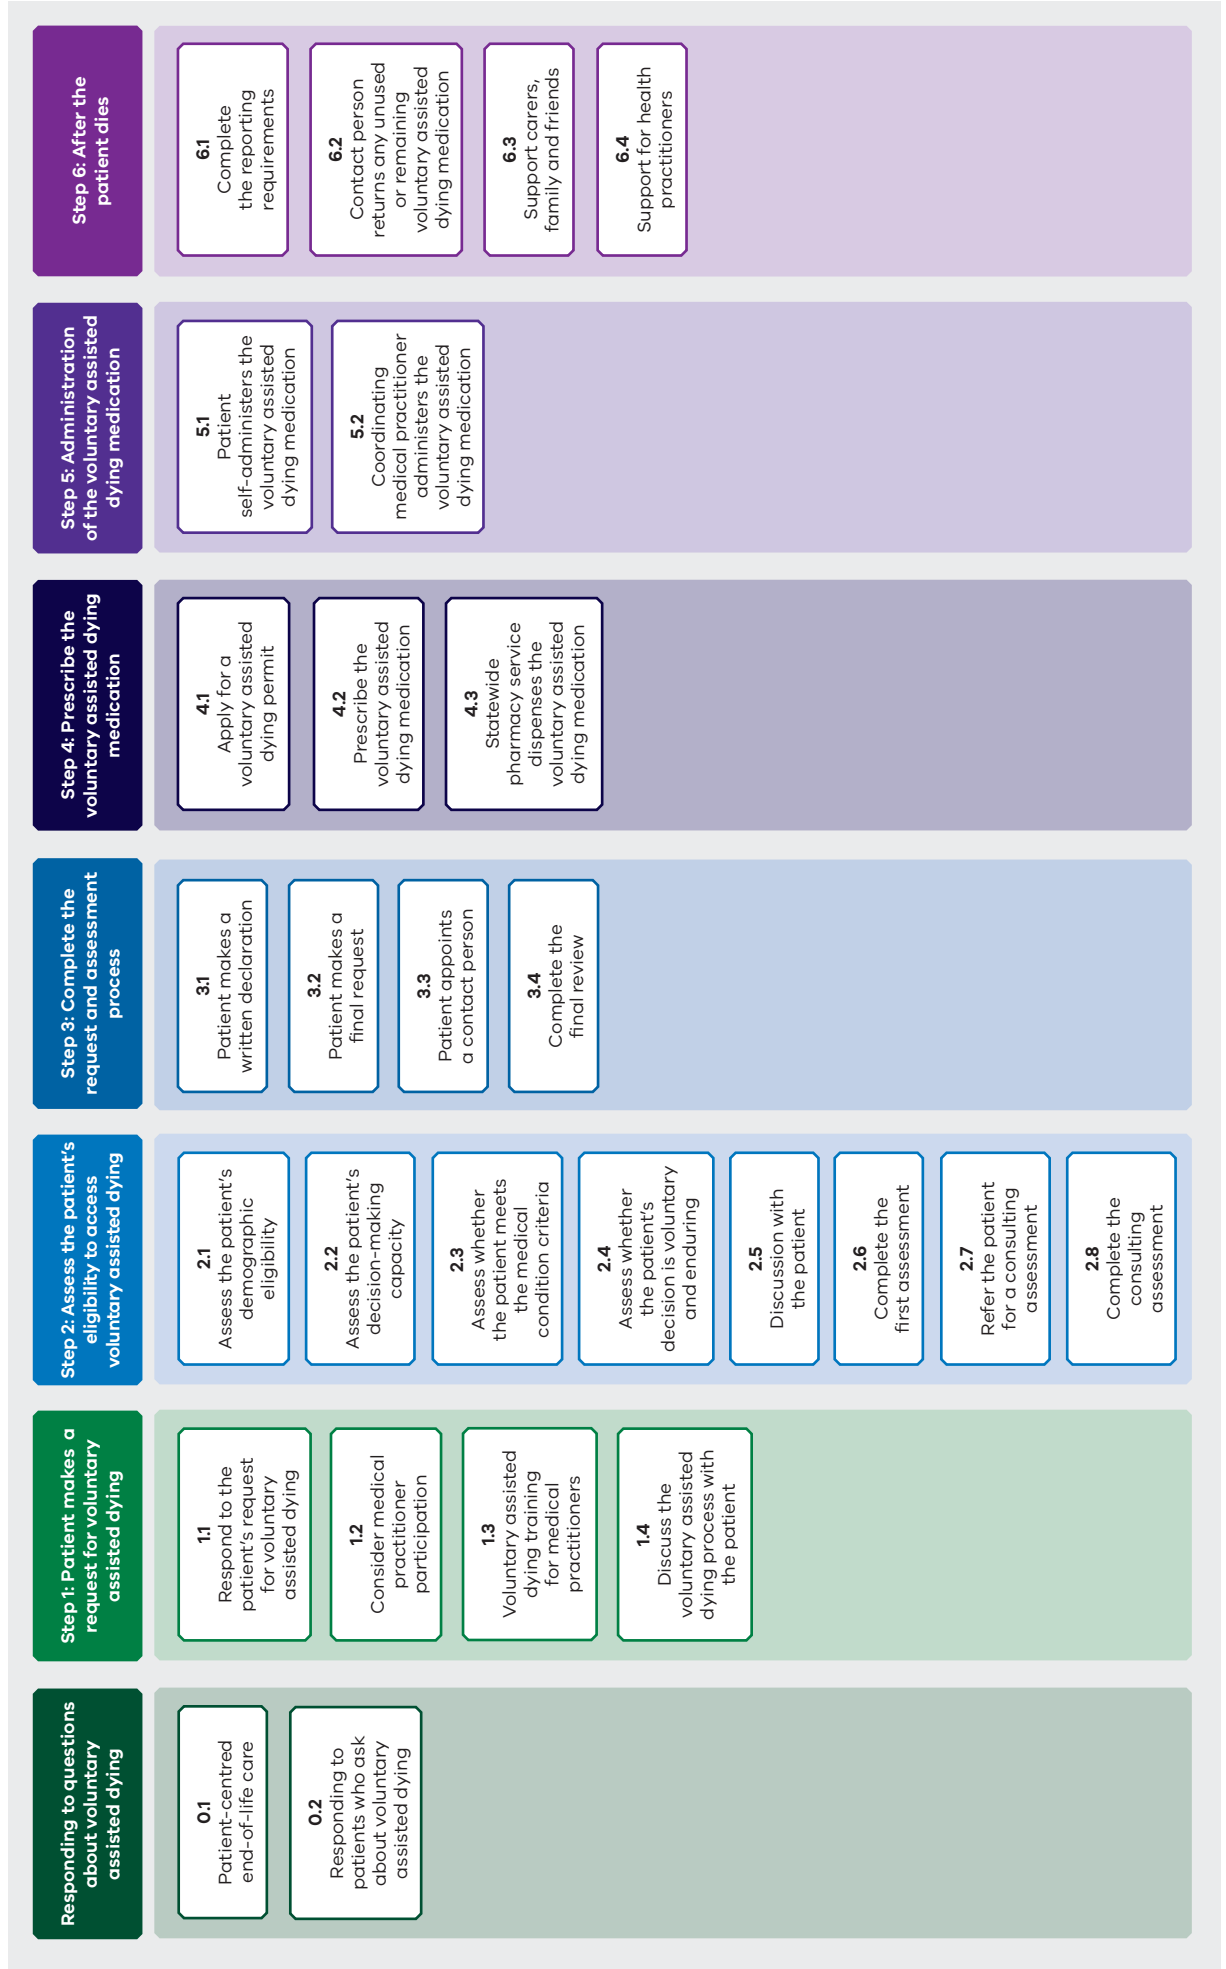 Responding to questions
about voluntary
assisted dying
0.1
Patient-centred
end-of-life care
0.2
Responding to
patients who ask
about voluntary
assisted dying
Step 1: Patient makes a
request for voluntary
assisted dying
1.1
Respond to the
patient’s request
for voluntary
assisted dying
1.2
Consider medical
practitioner
participation
1.3
Voluntary assisted
dying training
for medical
practitioners
1.4
Discuss the
voluntary assisted
dying process with
the patient
Step 2: Assess the patient’s
eligibility to access
voluntary assisted dying
2.1
Assess the patient’s
demographic
eligibility
2.2
Assess the patient’s
decision-making
capacity
2.3
Assess whether
the patient meets
the medical
condition criteria
2.4
Assess whether
the patient’s
decision is voluntary
and enduring
2.5
Discussion with
the patient
2.6
Complete the
first assessment
2.7
Refer the patient
for a consulting
assessment
2.8
Complete the
consulting
assessment
Step 3: Complete the
request and assessment
process
3.1
Patient makes a
written declaration
3.2
Patient makes a
final request
3.3
Patient appoints
a contact person
3.4
Complete the
final review
Step 4: Prescribe the
voluntary assisted dying
medication
4.1
Apply for a
voluntary assisted
dying permit
4.2
Prescribe the
voluntary assisted
dying medication
4.3
Statewide
pharmacy service
dispenses the
voluntary assisted
dying medication
Step 5: Administration
of the voluntary assisted
dying medication
5.1
Patient
self-administers the
voluntary assisted
dying medication
5.2
Coordinating
medical practitioner
administers the
voluntary assisted
dying medication
Step 6: After the
patient dies
6.1
Complete
the reporting
requirements
6.2
Contact person
returns any unused
or remaining
voluntary assisted
dying medication
6.3
Support carers,
family and friends
6.4
Support for health
practitioners